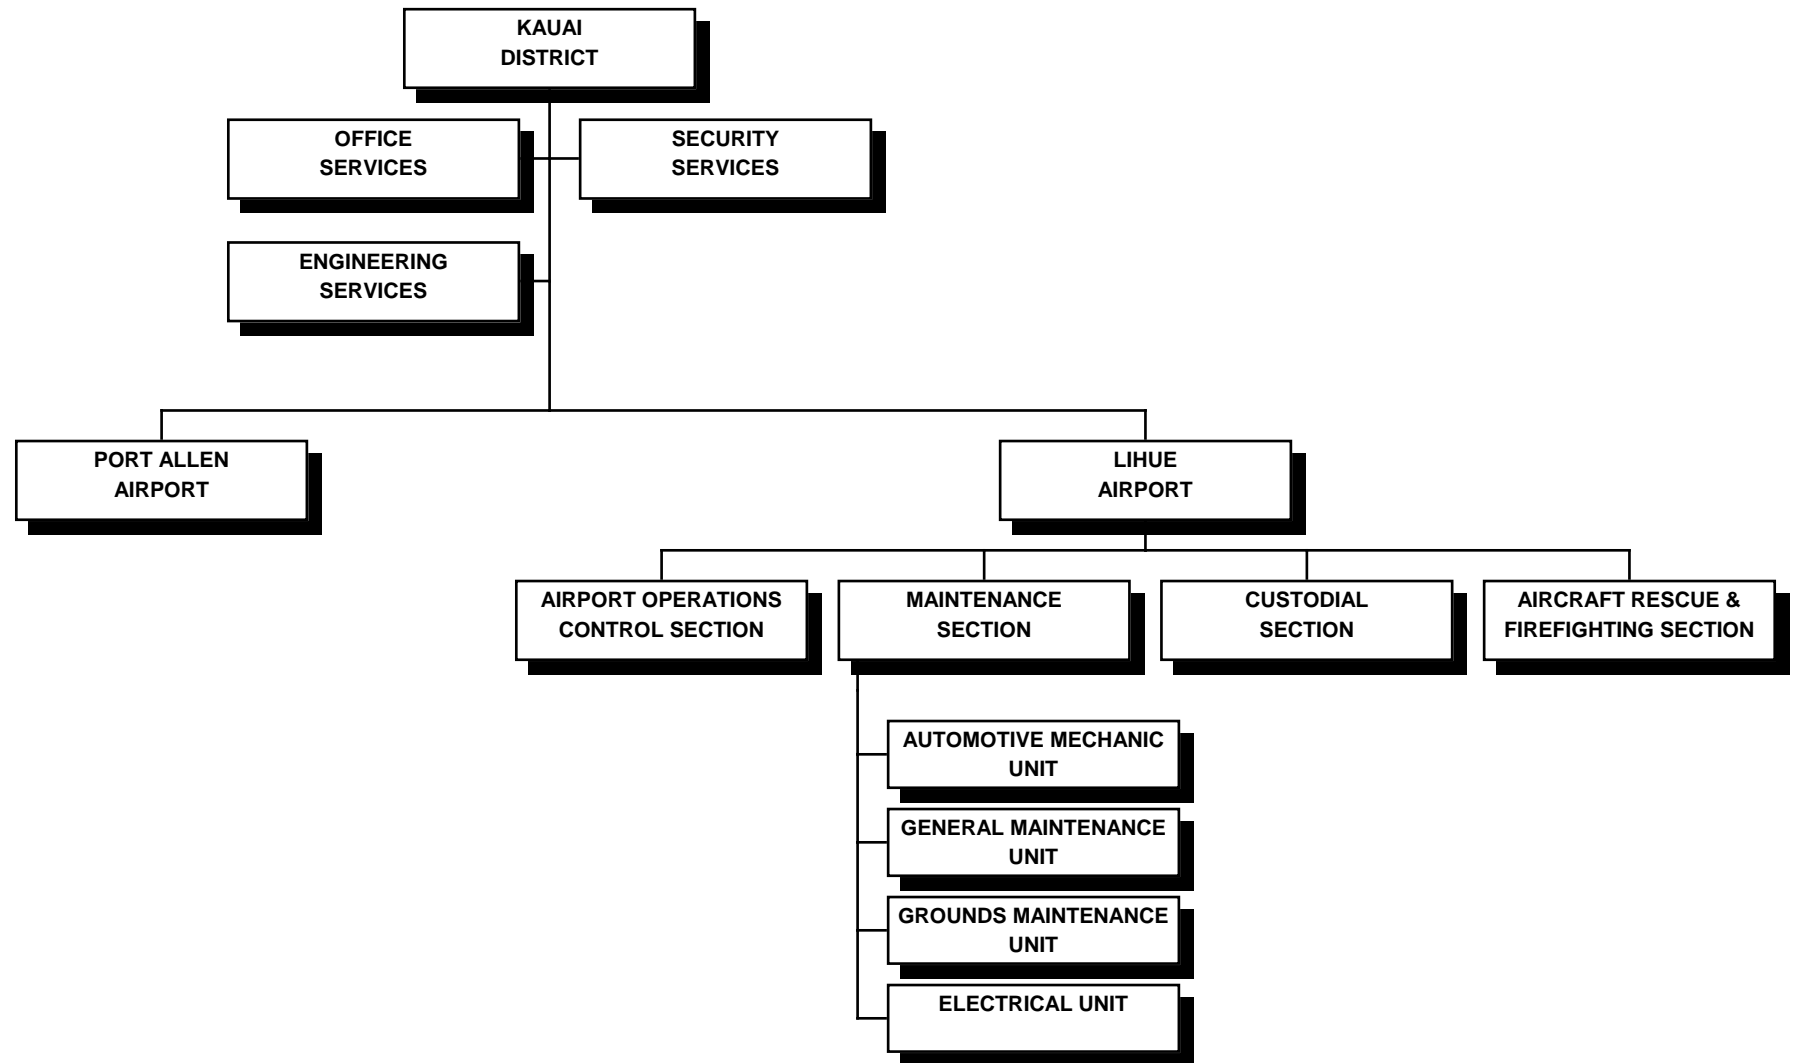 KAUAI
DISTRICT
OFFICE
SERVICES
SECURITY
SERVICES
ENGINEERING
SERVICES
PORT ALLEN
AIRPORT
LIHUE
AIRPORT
AIRPORT OPERATIONS
CONTROL SECTION
MAINTENANCE
SECTION
CUSTODIAL
SECTION
AIRCRAFT RESCUE &
FIREFIGHTING SECTION
AUTOMOTIVE MECHANIC
UNIT
GENERAL MAINTENANCE
UNIT
GROUNDS MAINTENANCE
UNIT
ELECTRICAL UNIT